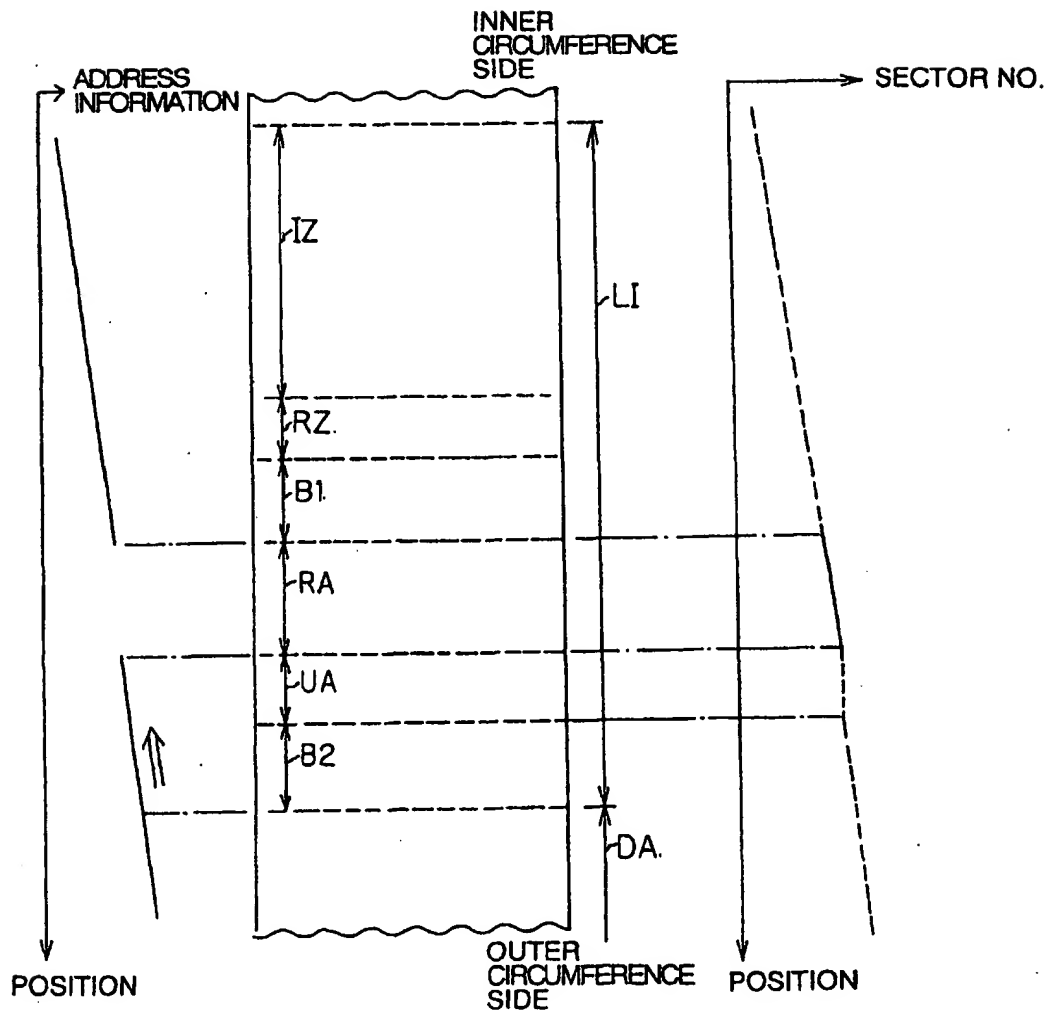 INNER
CIRCUMFERENCE
SIDE
ADDRESS
INFORMATION
SECTOR NO.
IZ
LI
RZ.
B1.
RA
UA
B2
DA.
OUTER
CIRCUMFERENCE
SIDE
POSITION
POSITION